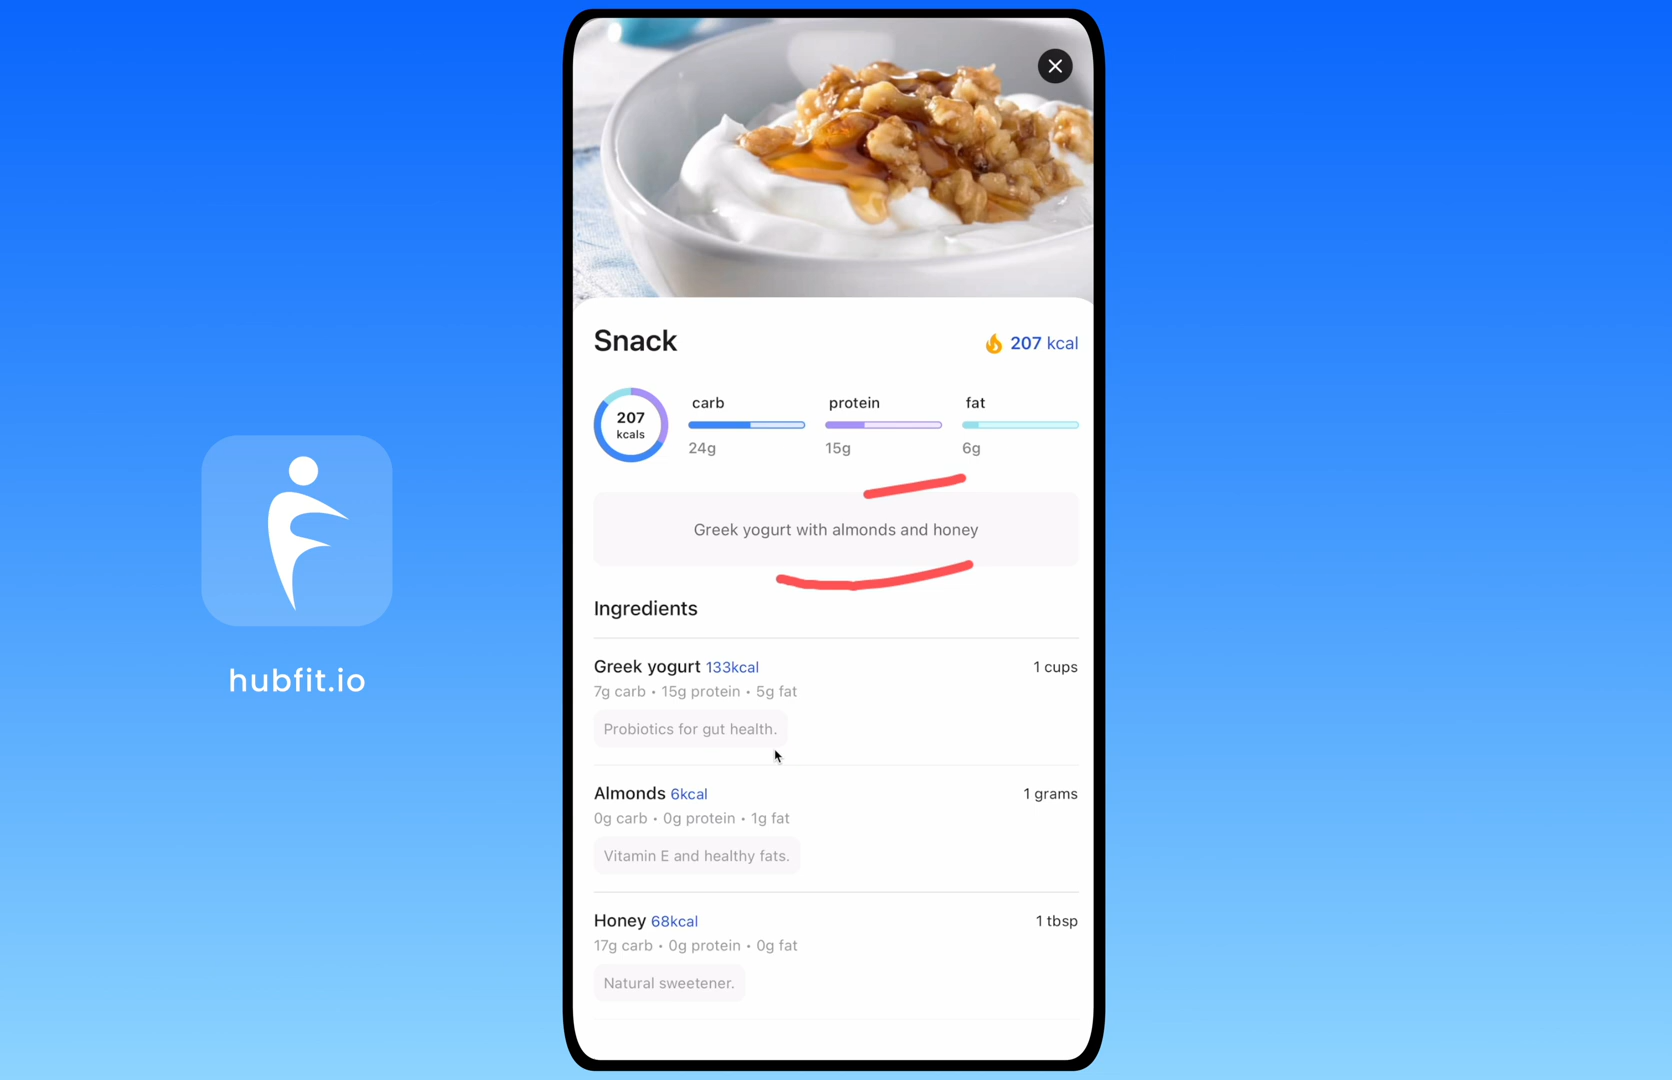 Snack
207 kcal
207
kcals
carb
24g
protein
15g
fat
6g
Greek yogurt with almonds and honey
Ingredients
Greek yogurt 133kcal
1 cups
7g carb • 15g protein • 5g fat
Probiotics for gut health.
Almonds 6kcal
1 grams
0g carb • 0g protein • 1g fat
Vitamin E and healthy fats.
Honey 68kcal
1 tbsp
17g carb • 0g protein • 0g fat
Natural sweetener.
hubfit.io